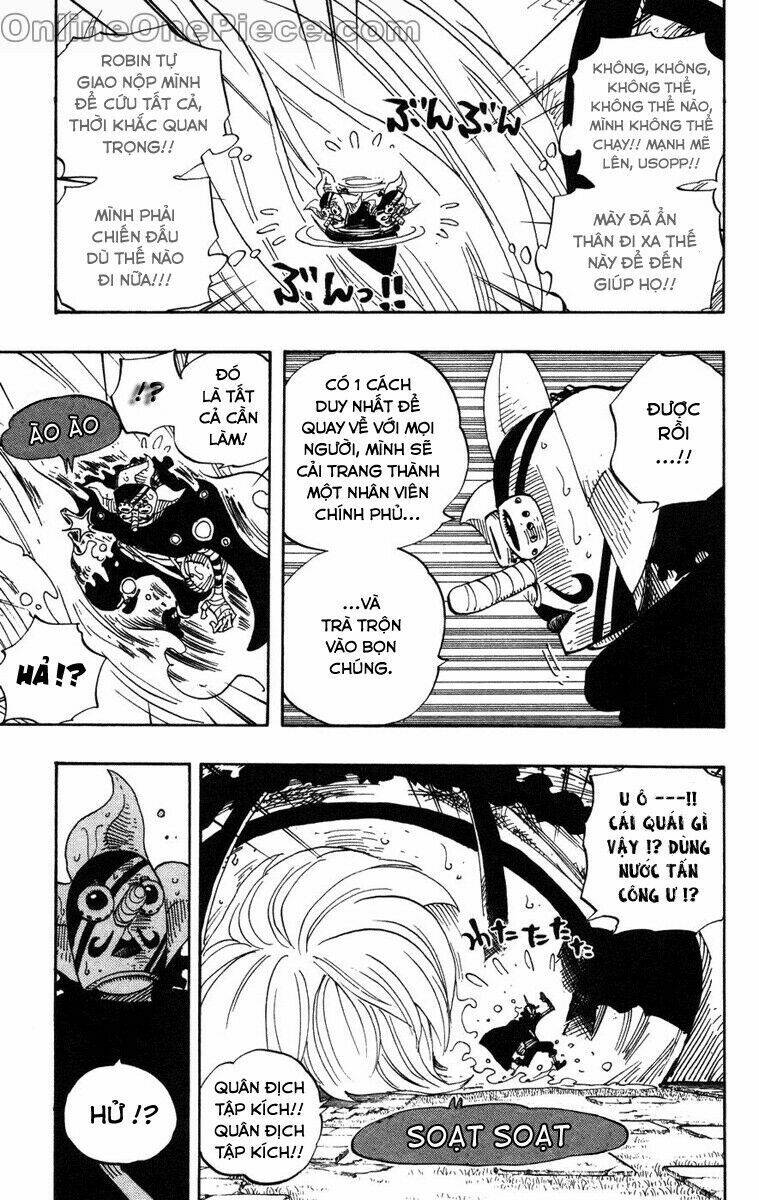 OnlineOnePiece.com
KHÔNG, KHÔNG,
KHÔNG THỂ,
KHÔNG THỂ NÀO,
MÌNH KHÔNG THỂ
CHẠY!! MẠNH MẼ
LÊN, USOPP!!
MÀY ĐÃ ẨN
THÂN ĐI XA THẾ
NÀY ĐỂ ĐẾN
GIÚP HỌ!!
ぶんぶん
ROBIN TỰ
GIAO NỘP MÌNH
ĐỂ CỨU TẤT CẢ,
THỜI KHẮC QUAN
TRỌNG!!
MÌNH PHẢI
CHIẾN ĐẤU
DÙ THẾ NÀO
ĐI NỮA!!!
ぶんっ!!
ĐƯỢC
RỒI
...!!
CÓ 1 CÁCH
DUY NHẤT ĐỂ
QUAY VỀ VỚI MỌI
NGƯỜI, MÌNH SẼ
CẢI TRANG THÀNH
MỘT NHÂN VIÊN
CHÍNH PHỦ...
...VÀ
TRÀ TRỘN
VÀO BỌN
CHÚNG.
ĐÓ
LÀ TẤT
CẢ CẦN
LÀM!
!?
ÀO ÀO
HẢ!?
U Ô ---!!
CÁI QUÁI GÌ
VẬY !? DÙNG
NƯỚC TẤN
CÔNG Ư !?
わたたたた
QUÂN ĐỊCH
TẬP KÍCH!!
QUÂN ĐỊCH
TẬP KÍCH!!
SOẠT SOẠT
HỬ !?